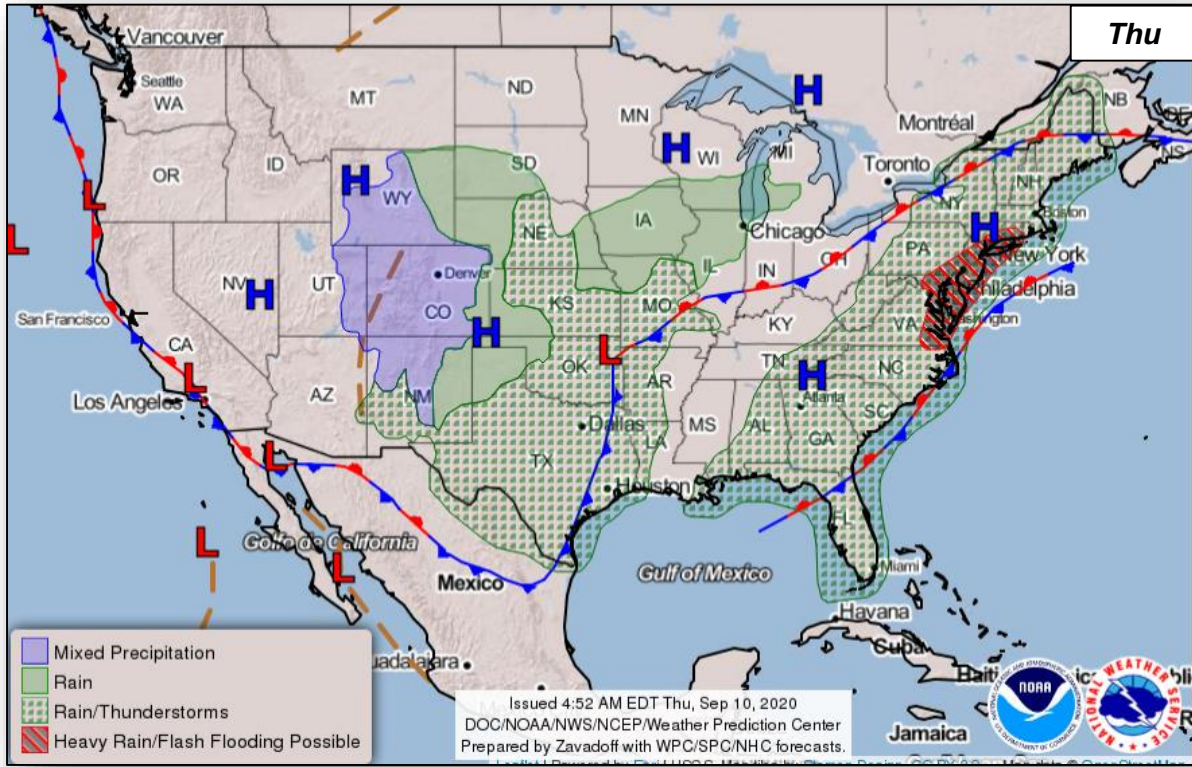 Thu
Vancouver
Seattle
WA
MT
ND
MN
NB
Montréal
NS
OR
ID
SD
WI
MI
Toronto
H
H
H
WY
NH
NY
Boston
L
IA
Chicago
NE
L
PA
H
New York
OH
IN
IL
NV
H
UT
Denver
CO
KS
MO
Philadelphia
San Francisco
VA
Washington
KY
H
CA
L
OK
TN
NC
AR
H
Atlanta
L
Los Angeles
AZ
NM
SC
Dallas
MS
AL
GA
LA
L
TX
Houston
FL
L
Golfo de California
L
Mexico
Gulf of Mexico
Miami
Havana
Cuba
Haiti
Jamaica
Mixed Precipitation
Rain
Rain/Thunderstorms
Heavy Rain/Flash Flooding Possible
Issued 4:52 AM EDT Thu, Sep 10, 2020
DOC/NOAA/NWS/NCEP/Weather Prediction Center
Prepared by Zavadoff with WPC/SPC/NHC forecasts.
NOAA
NATIONAL WEATHER SERVICE